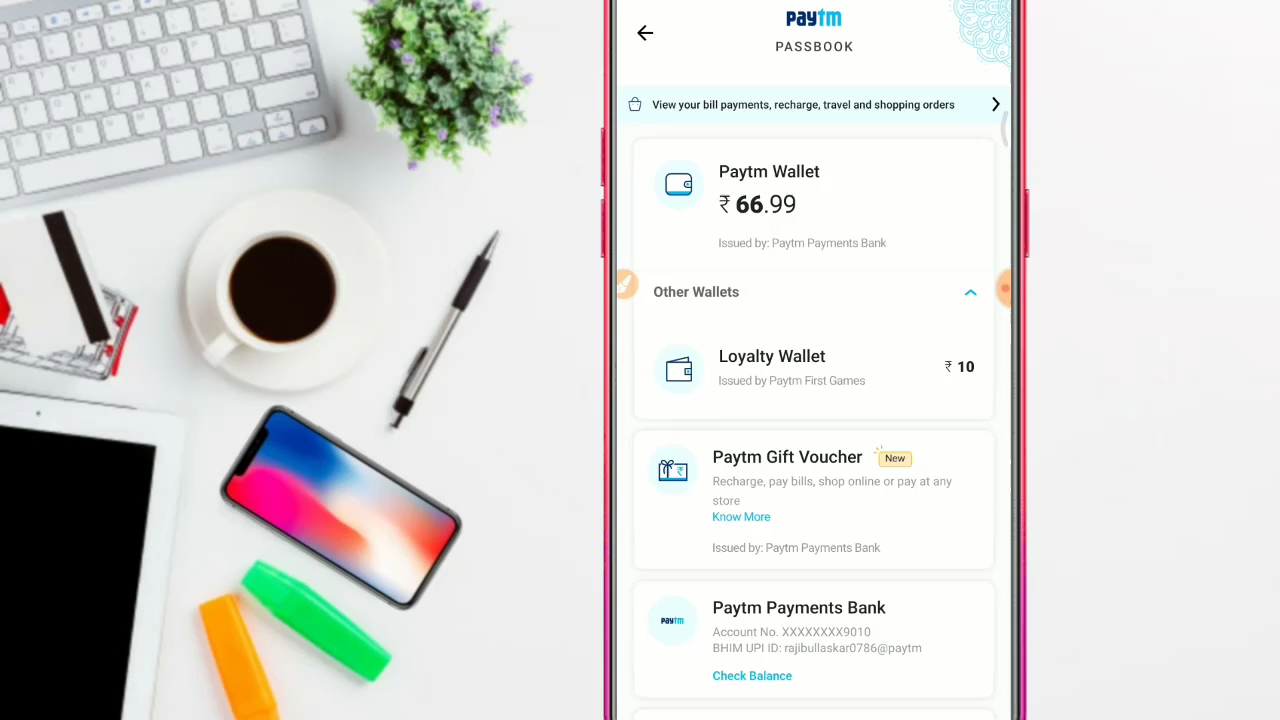 paytm
PASSBOOK
View your bill payments, recharge, travel and shopping orders
Paytm Wallet
₹ 66.99
Issued by: Paytm Payments Bank
Other Wallets
Loyalty Wallet
₹ 10
Issued by Paytm First Games
Paytm Gift Voucher New
Recharge, pay bills, shop online or pay at any
store
Know More
Issued by: Paytm Payments Bank
paytm
Paytm Payments Bank
Account No. XXXXXXXX9010
BHIM UPI ID: rajibullaskar0786@paytm
Check Balance